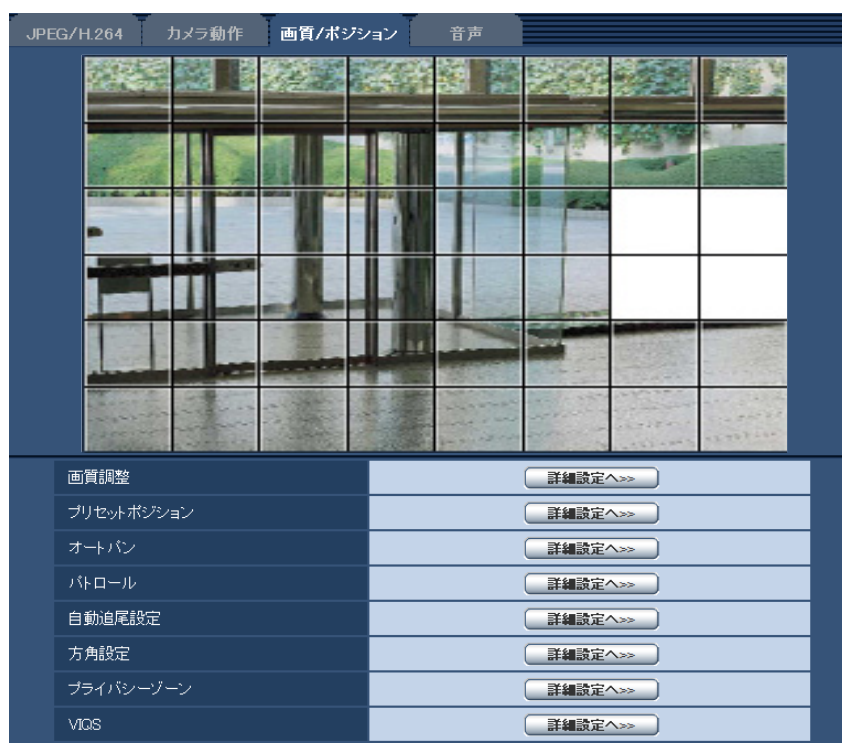 JPEG/H.264 カメラ動作 画質/ポジション 音声
画質調整 詳細設定へ>>
プリセットポジション 詳細設定へ>>
オートパン 詳細設定へ>>
パトロール 詳細設定へ>>
自動追尾設定 詳細設定へ>>
方角設定 詳細設定へ>>
プライバシーゾーン 詳細設定へ>>
VIQS 詳細設定へ>>